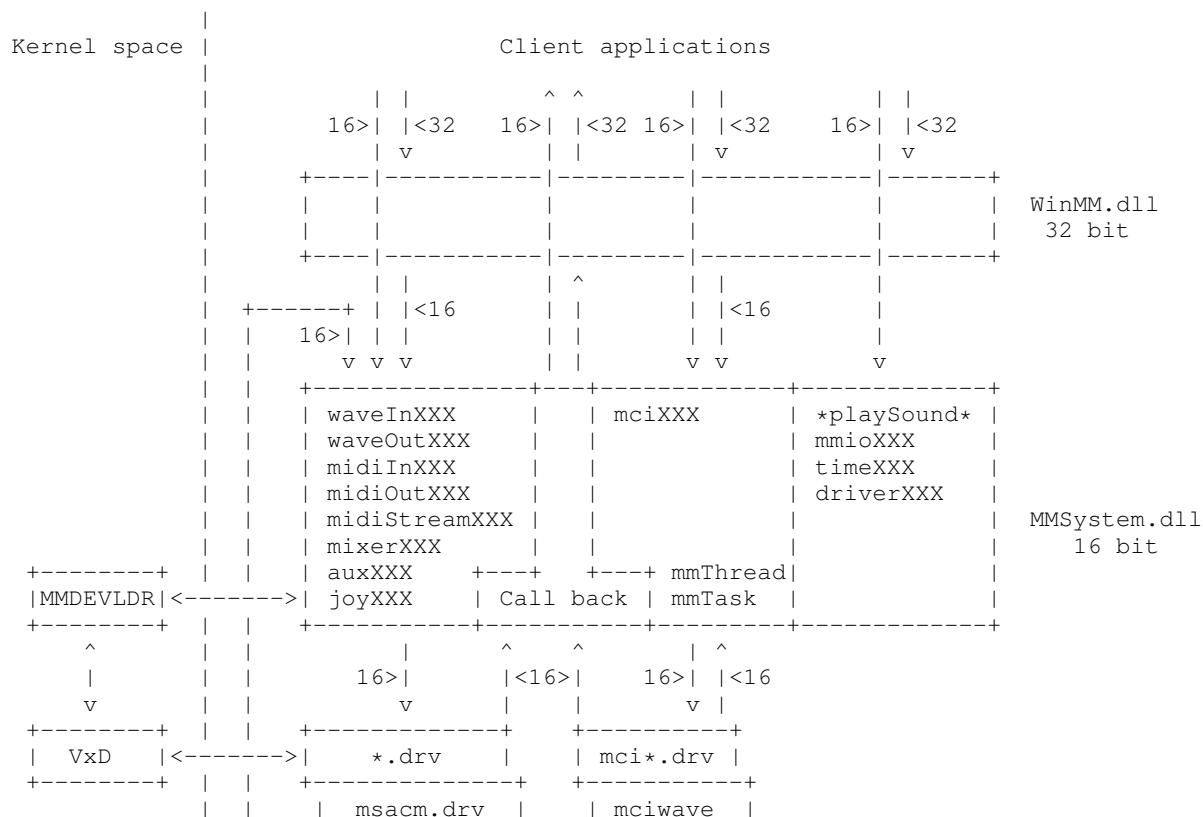 |
Kernel space |                      Client applications
             |
             |            | |          ^ ^        | |           | |
             |         16>| |<32   16>| |<32 16>| |<32     16>| |<32
             |            | v          | |        | v           | v
             |       +----|-----------|---------|------------|-------+
             |       |    |           |         |            |       |  WinMM.dll
             |       |    |           |         |            |       |   32 bit
             |       +----|-----------|---------|------------|-------+
             |            | |         | ^       | |          |
             |  +------+  | |<16      | |       | |<16       |
             |  |   16>|  | |         | |       | |          |
             |  |      v  v v         | |       v v          v
             |  |    +----------------+---+-------------+--------------+
             |  |    | waveInXXX      |   | mciXXX      | *playSound*  |
             |  |    | waveOutXXX     |   |             | mmioXXX      |
             |  |    | midiInXXX      |   |             | timeXXX      |
             |  |    | midiOutXXX     |   |             | driverXXX    |
             |  |    | midiStreamXXX  |   |             |              |  MMSystem.dll
             |  |    | mixerXXX       |   |             |              |     16 bit
 +--------+  |  |    | auxXXX     +---+   +---+ mmThread|              |
 |MMDEVLDR|<------->| joyXXX     | Call back | mmTask  |              |
 +--------+  |  |    +------------+-----------+---------+--------------+
     ^       |  |           |       ^    ^       | ^
     |       |  |        16>|       |<16>|    16>| |<16
     v       |  |           v       |    |       v |
 +--------+  |  |    +--------------+    +----------+
 |  VxD   |<------->|    *.drv     |    | mci*.drv |
 +--------+  |  |    +--------------+    +-----------+
             |  |     |  msacm.drv  |     | mciwave  |